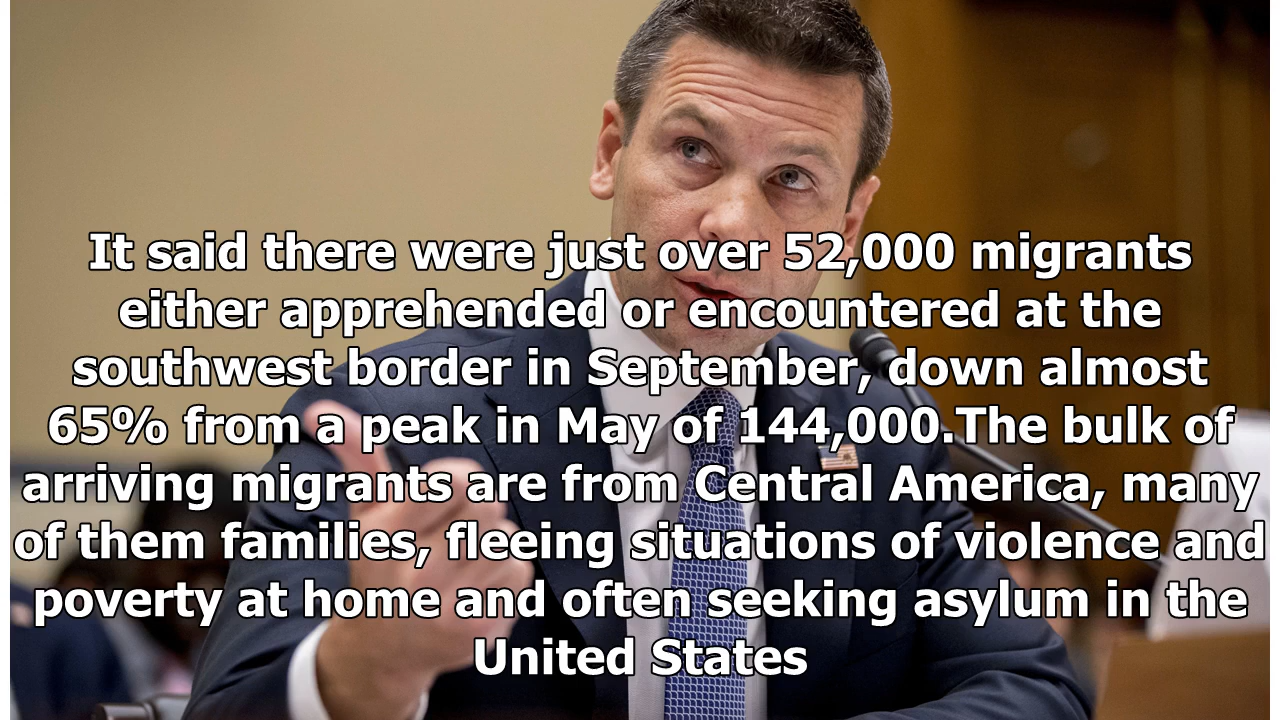 It said there were just over 52,000 migrants
either apprehended or encountered at the
southwest border in September, down almost
65% from a peak in May of 144,000.The bulk of
arriving migrants are from Central America, many
of them families, fleeing situations of violence and
poverty at home and often seeking asylum in the
United States